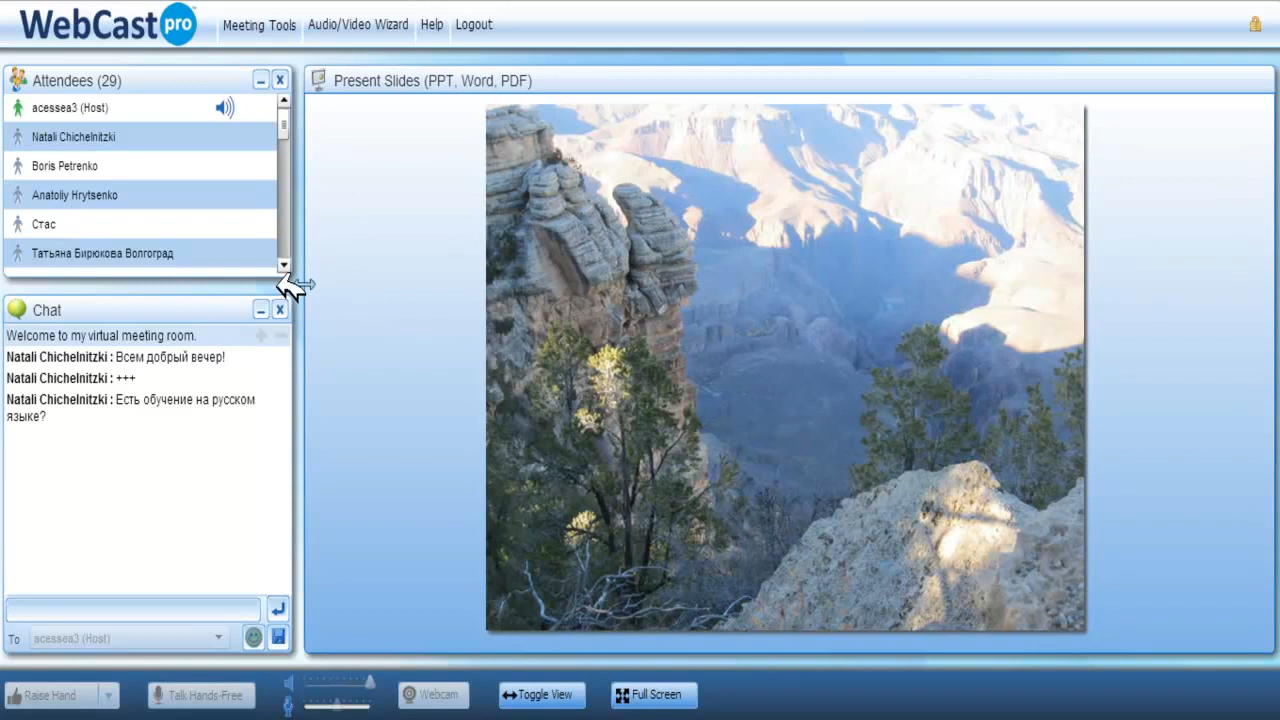 WebCast pro
Meeting Tools
Audio/Video Wizard
Help
Logout
Attendees (29)
acessea3 (Host)
Natali Chichelnitzki
Boris Petrenko
Anatoliy Hrytsenko
Стас
Татьяна Бирюкова Волгоград
Chat
Welcome to my virtual meeting room.
Natali Chichelnitzki : Всем добрый вечер!
Natali Chichelnitzki : +++
Natali Chichelnitzki : Есть обучение на русском
языке?
To acessea3 (Host)
Present Slides (PPT, Word, PDF)
Raise Hand
Talk Hands-Free
Webcam
Toggle View
Full Screen